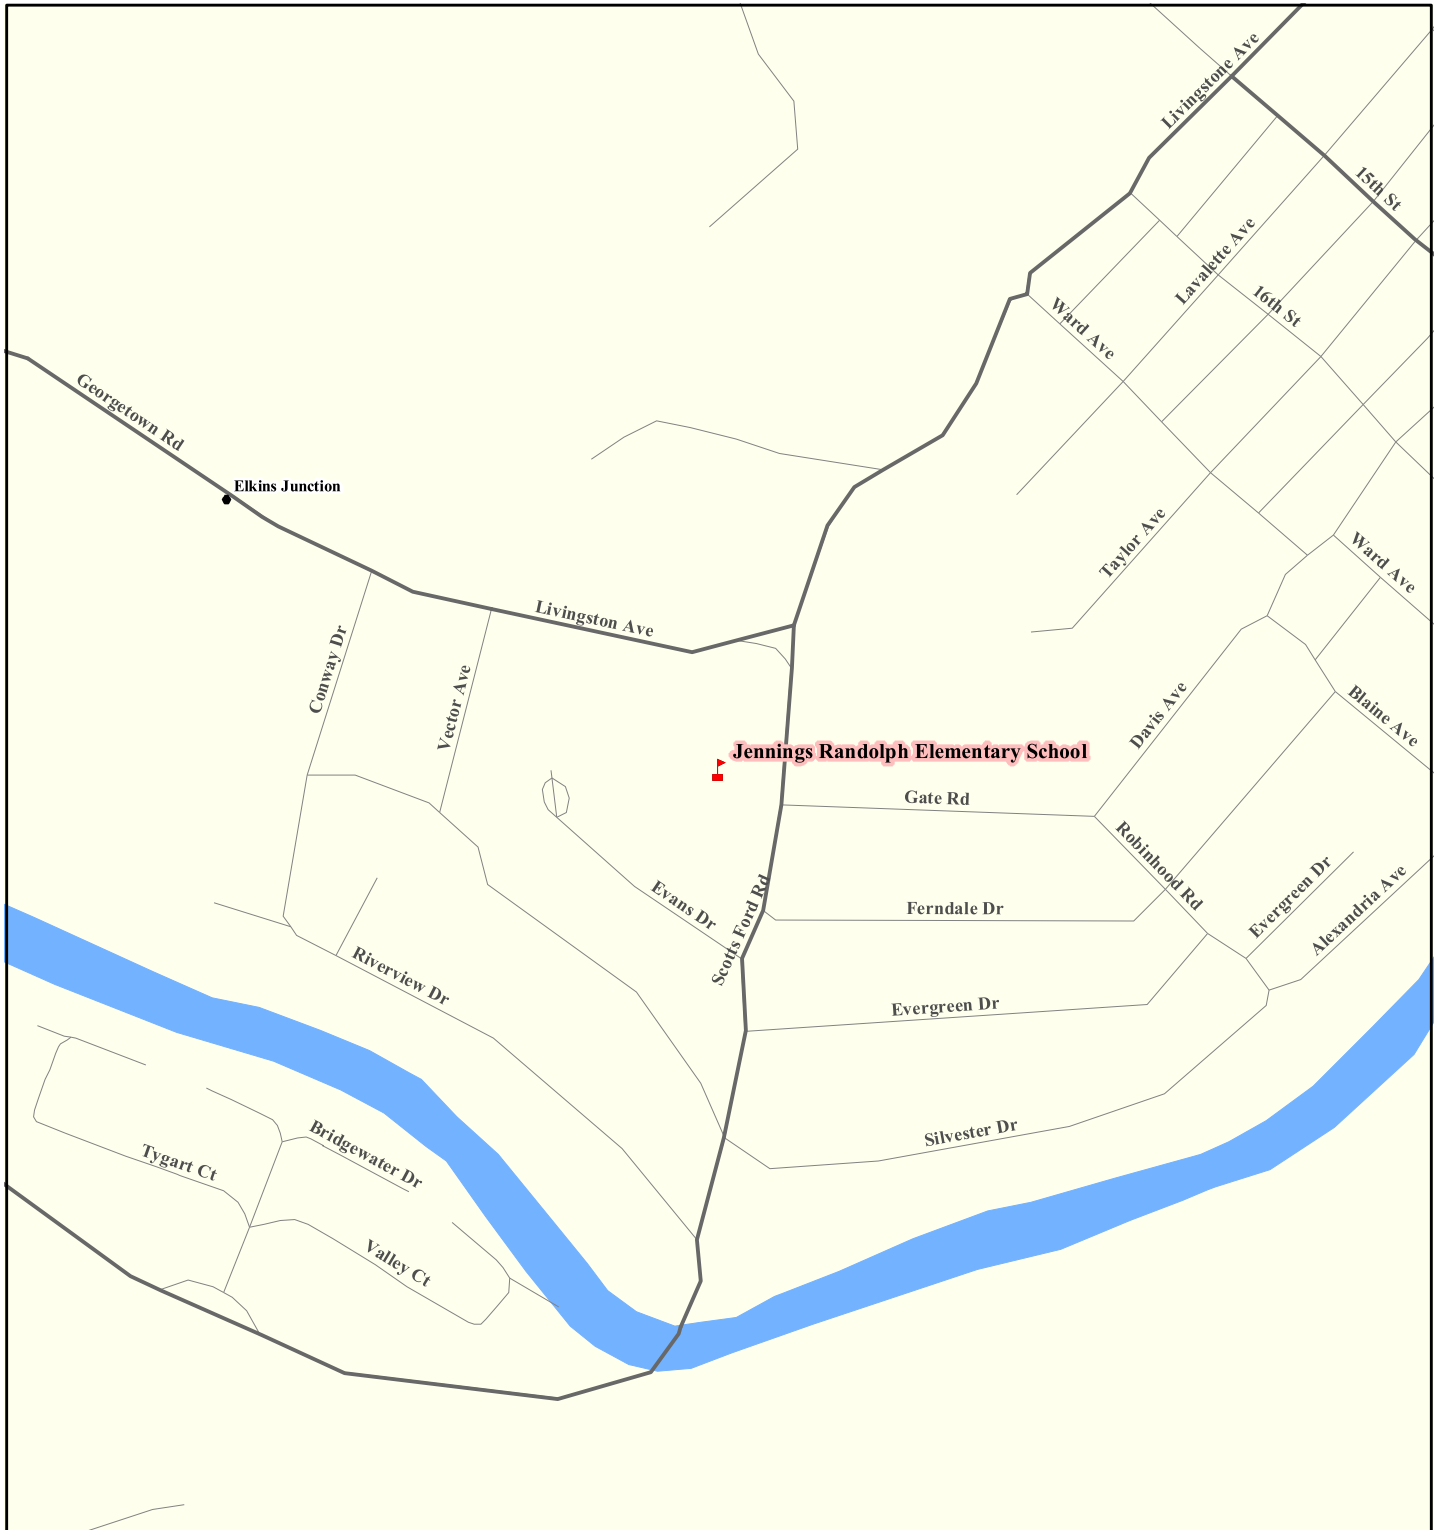 Livingstone Ave
15th St
Lavalette Ave
16th St
Ward Ave
Georgetown Rd
Elkins Junction
Taylor Ave
Ward Ave
Livingston Ave
Conway Dr
Vector Ave
Davis Ave
Blaine Ave
Jennings Randolph Elementary School
Gate Rd
Robinhood Rd
Evergreen Dr
Alexandria Ave
Evans Dr
Scotts Ford Rd
Ferndale Dr
Riverview Dr
Evergreen Dr
Silvester Dr
Bridgewater Dr
Tygart Ct
Valley Ct